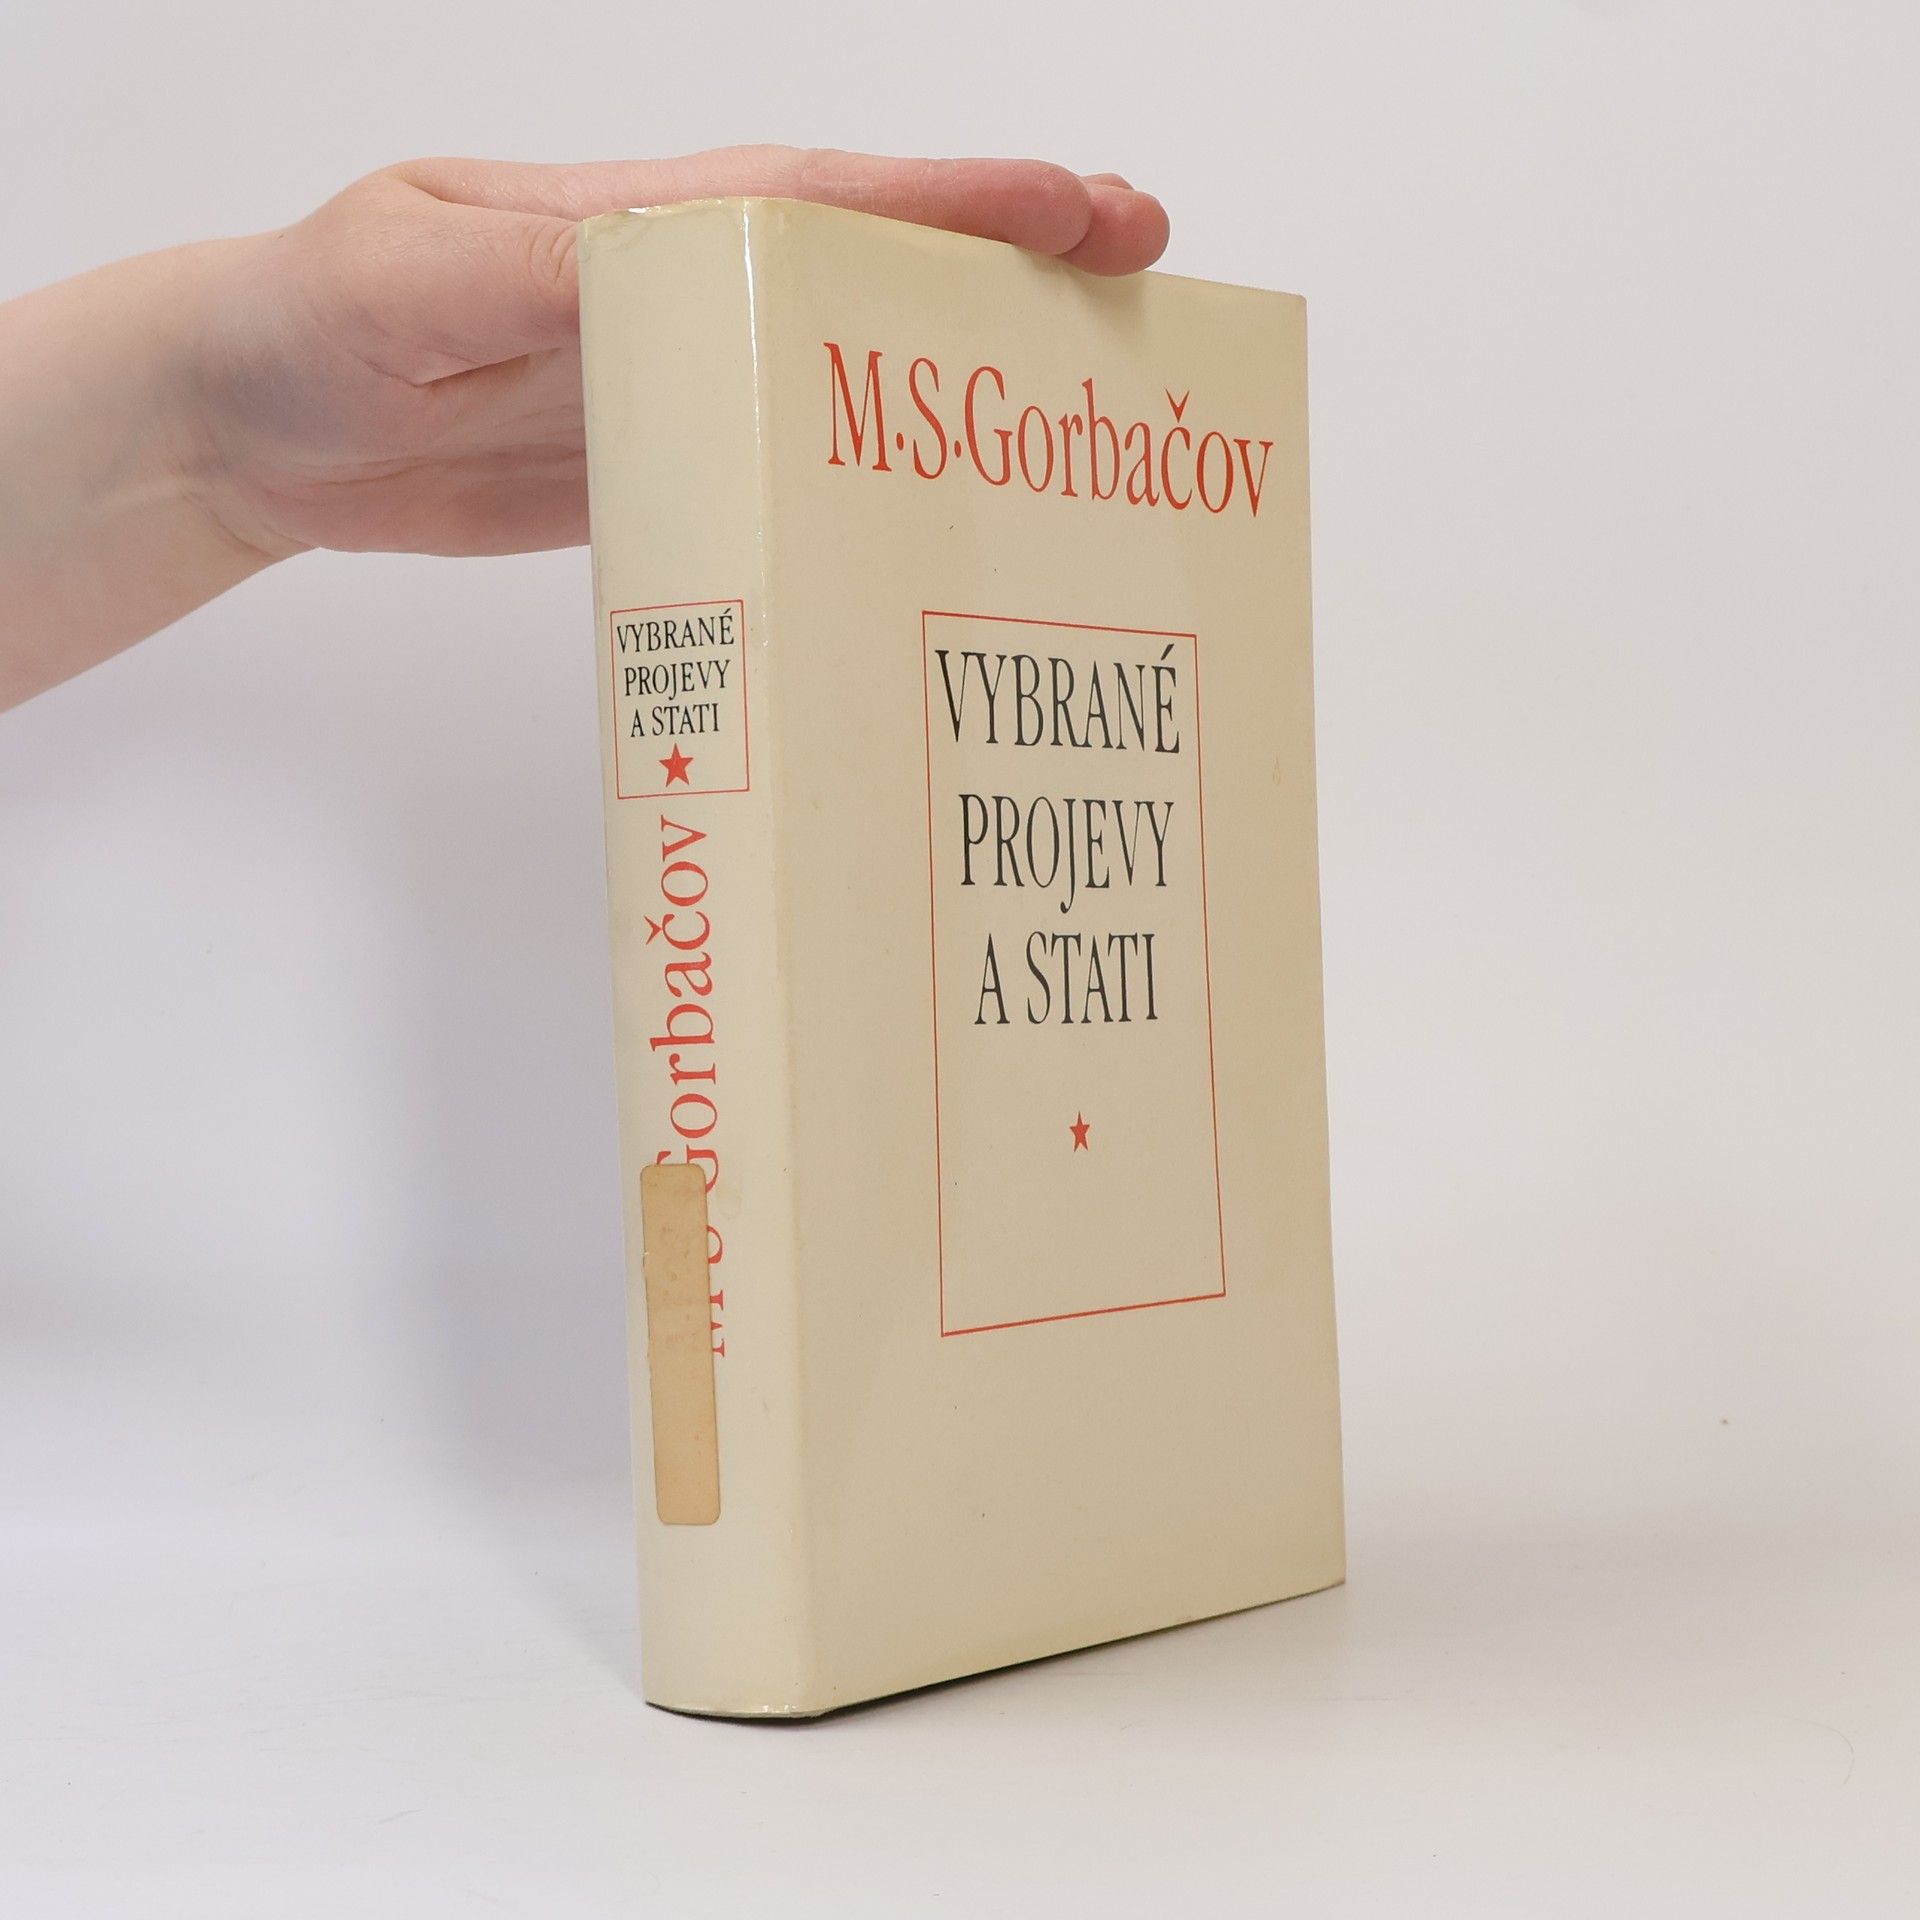 M.S.Gorbačov
VYBRANÉ
PROJEVY
A STATI
VYBRANÉ
PROJEVY
A STATI
Gorbačov